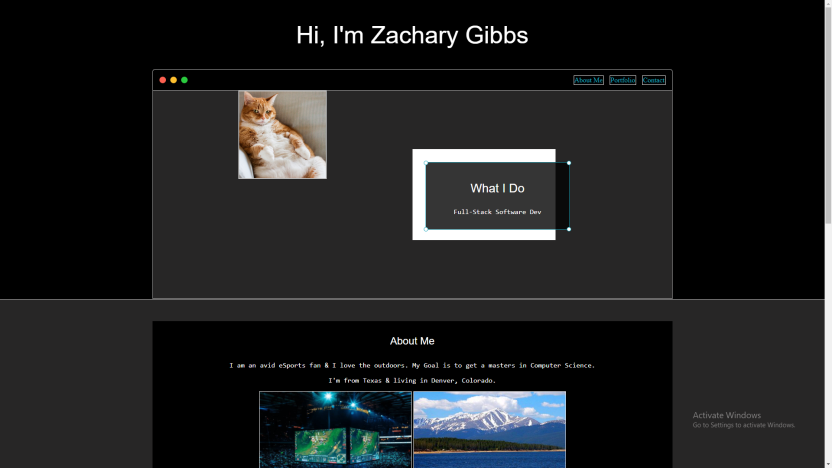 Hi, I'm Zachary Gibbs
About Me Portfolio Contact
What I Do
Full-Stack Software Dev
About Me
I am an avid eSports fan & I love the outdoors. My Goal is to get a masters in Computer Science.
I'm from Texas & living in Denver, Colorado.
Activate Windows
Go to Settings to activate Windows.